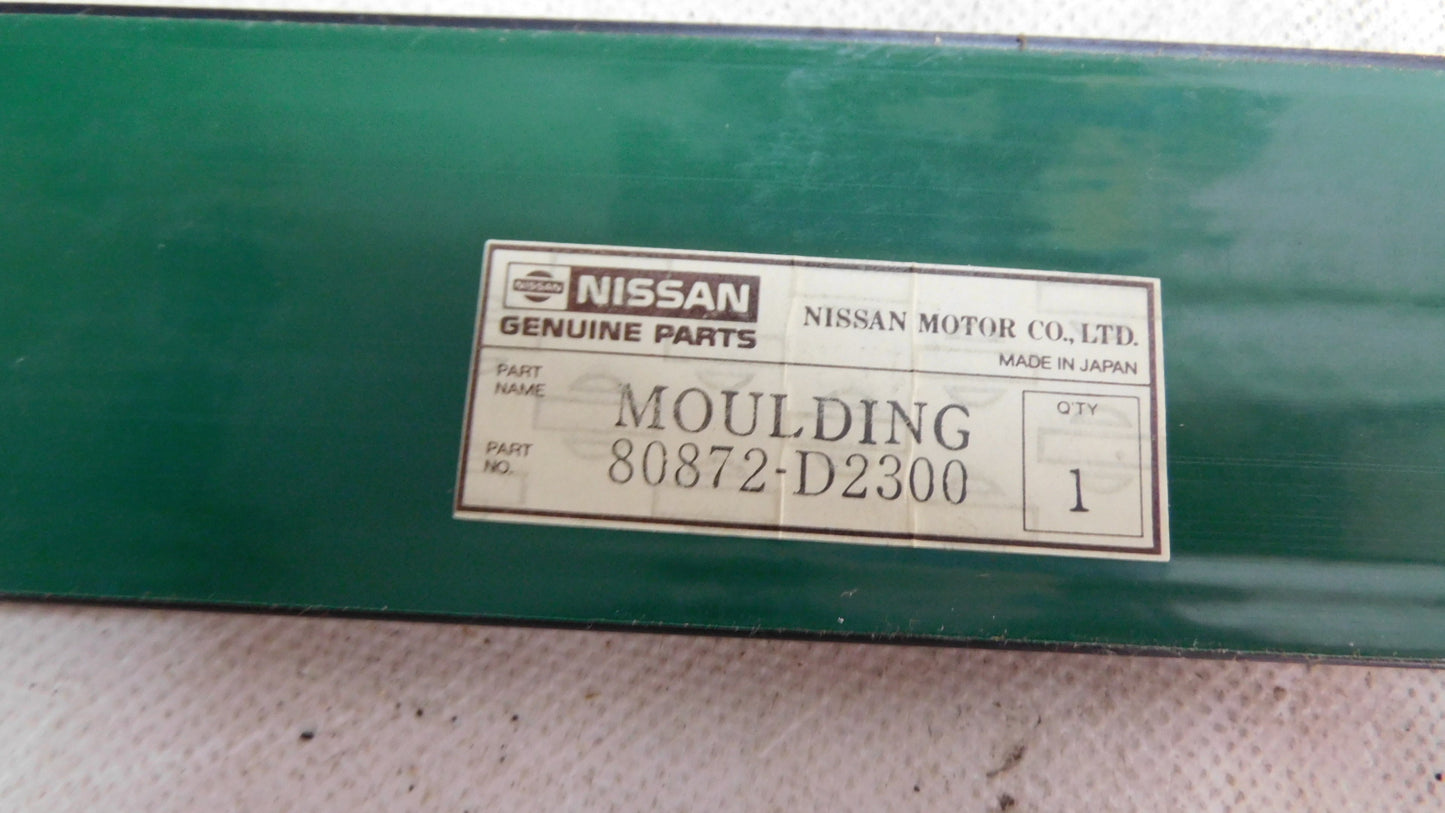 NISSAN
NISSAN
GENUINE PARTS
NISSAN MOTOR CO., LTD.
MADE IN JAPAN
PART NAME
MOULDING
PART NO.
80872-D2300
Q'TY
1